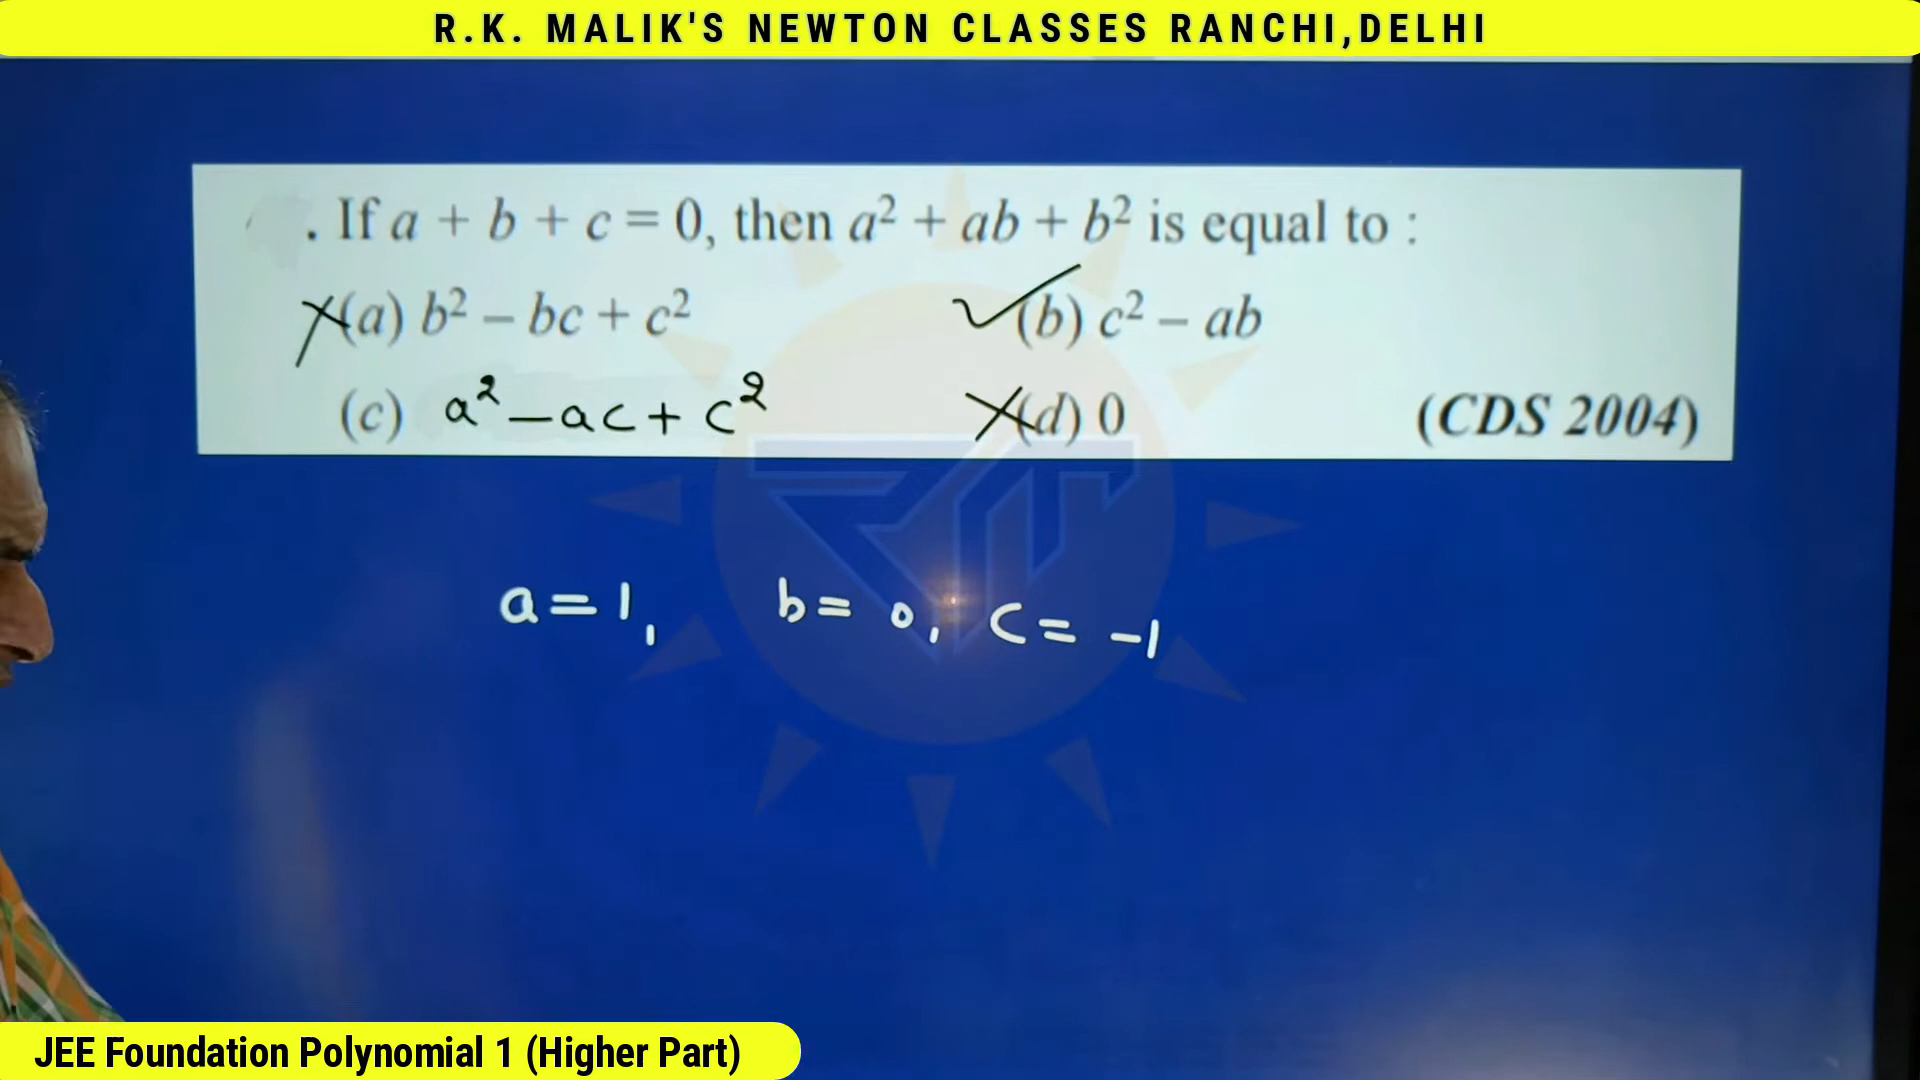 R.K. MALIK'S NEWTON CLASSES RANCHI,DELHI
. If a + b + c = 0, then a² + ab + b² is equal to :
(a) b² – bc + c² (b) c² – ab
(c) a² – ac + c² (d) 0 (CDS 2004)
a = 1, b = 0, c = -1
JEE Foundation Polynomial 1 (Higher Part)